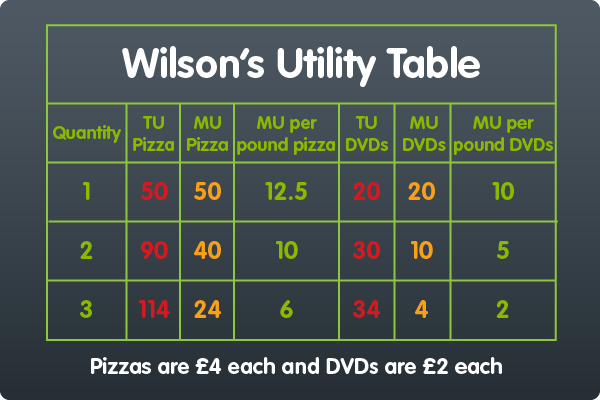 Wilson's Utility Table
Quantity TU Pizza MU Pizza MU per pound pizza TU DVDs MU DVDs MU per pound DVDs
1 50 50 12.5 20 20 10
2 90 40 10 30 10 5
3 114 24 6 34 4 2
Pizzas are £4 each and DVDs are £2 each